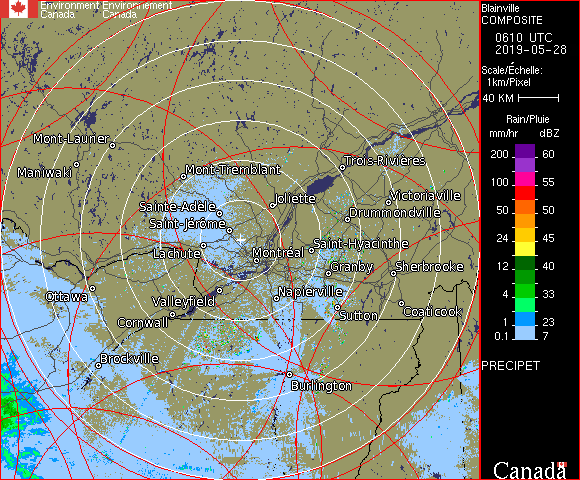 Environment Environnement
Canada Canada
Blainville
COMPOSITE
0610 UTC
2019-05-28
Scale/Échelle:
1km/Pixel
40 KM
Rain/Pluie
mm/hr dBZ
200 60
100 55
50 50
24 45
12 40
4 33
1 23
0.1 7
PRECIPET
Canada
Mont-Laurier
Maniwaki
Mont-Tremblant
Trois-Rivières
Sainte-Adèle
Joliette
Victoriaville
Drummondville
Saint-Jérôme
Lachute
Montréal
Saint-Hyacinthe
Granby
Sherbrooke
Ottawa
Valleyfield
Napierville
Cornwall
Sutton
Coaticook
Brockville
Burlington